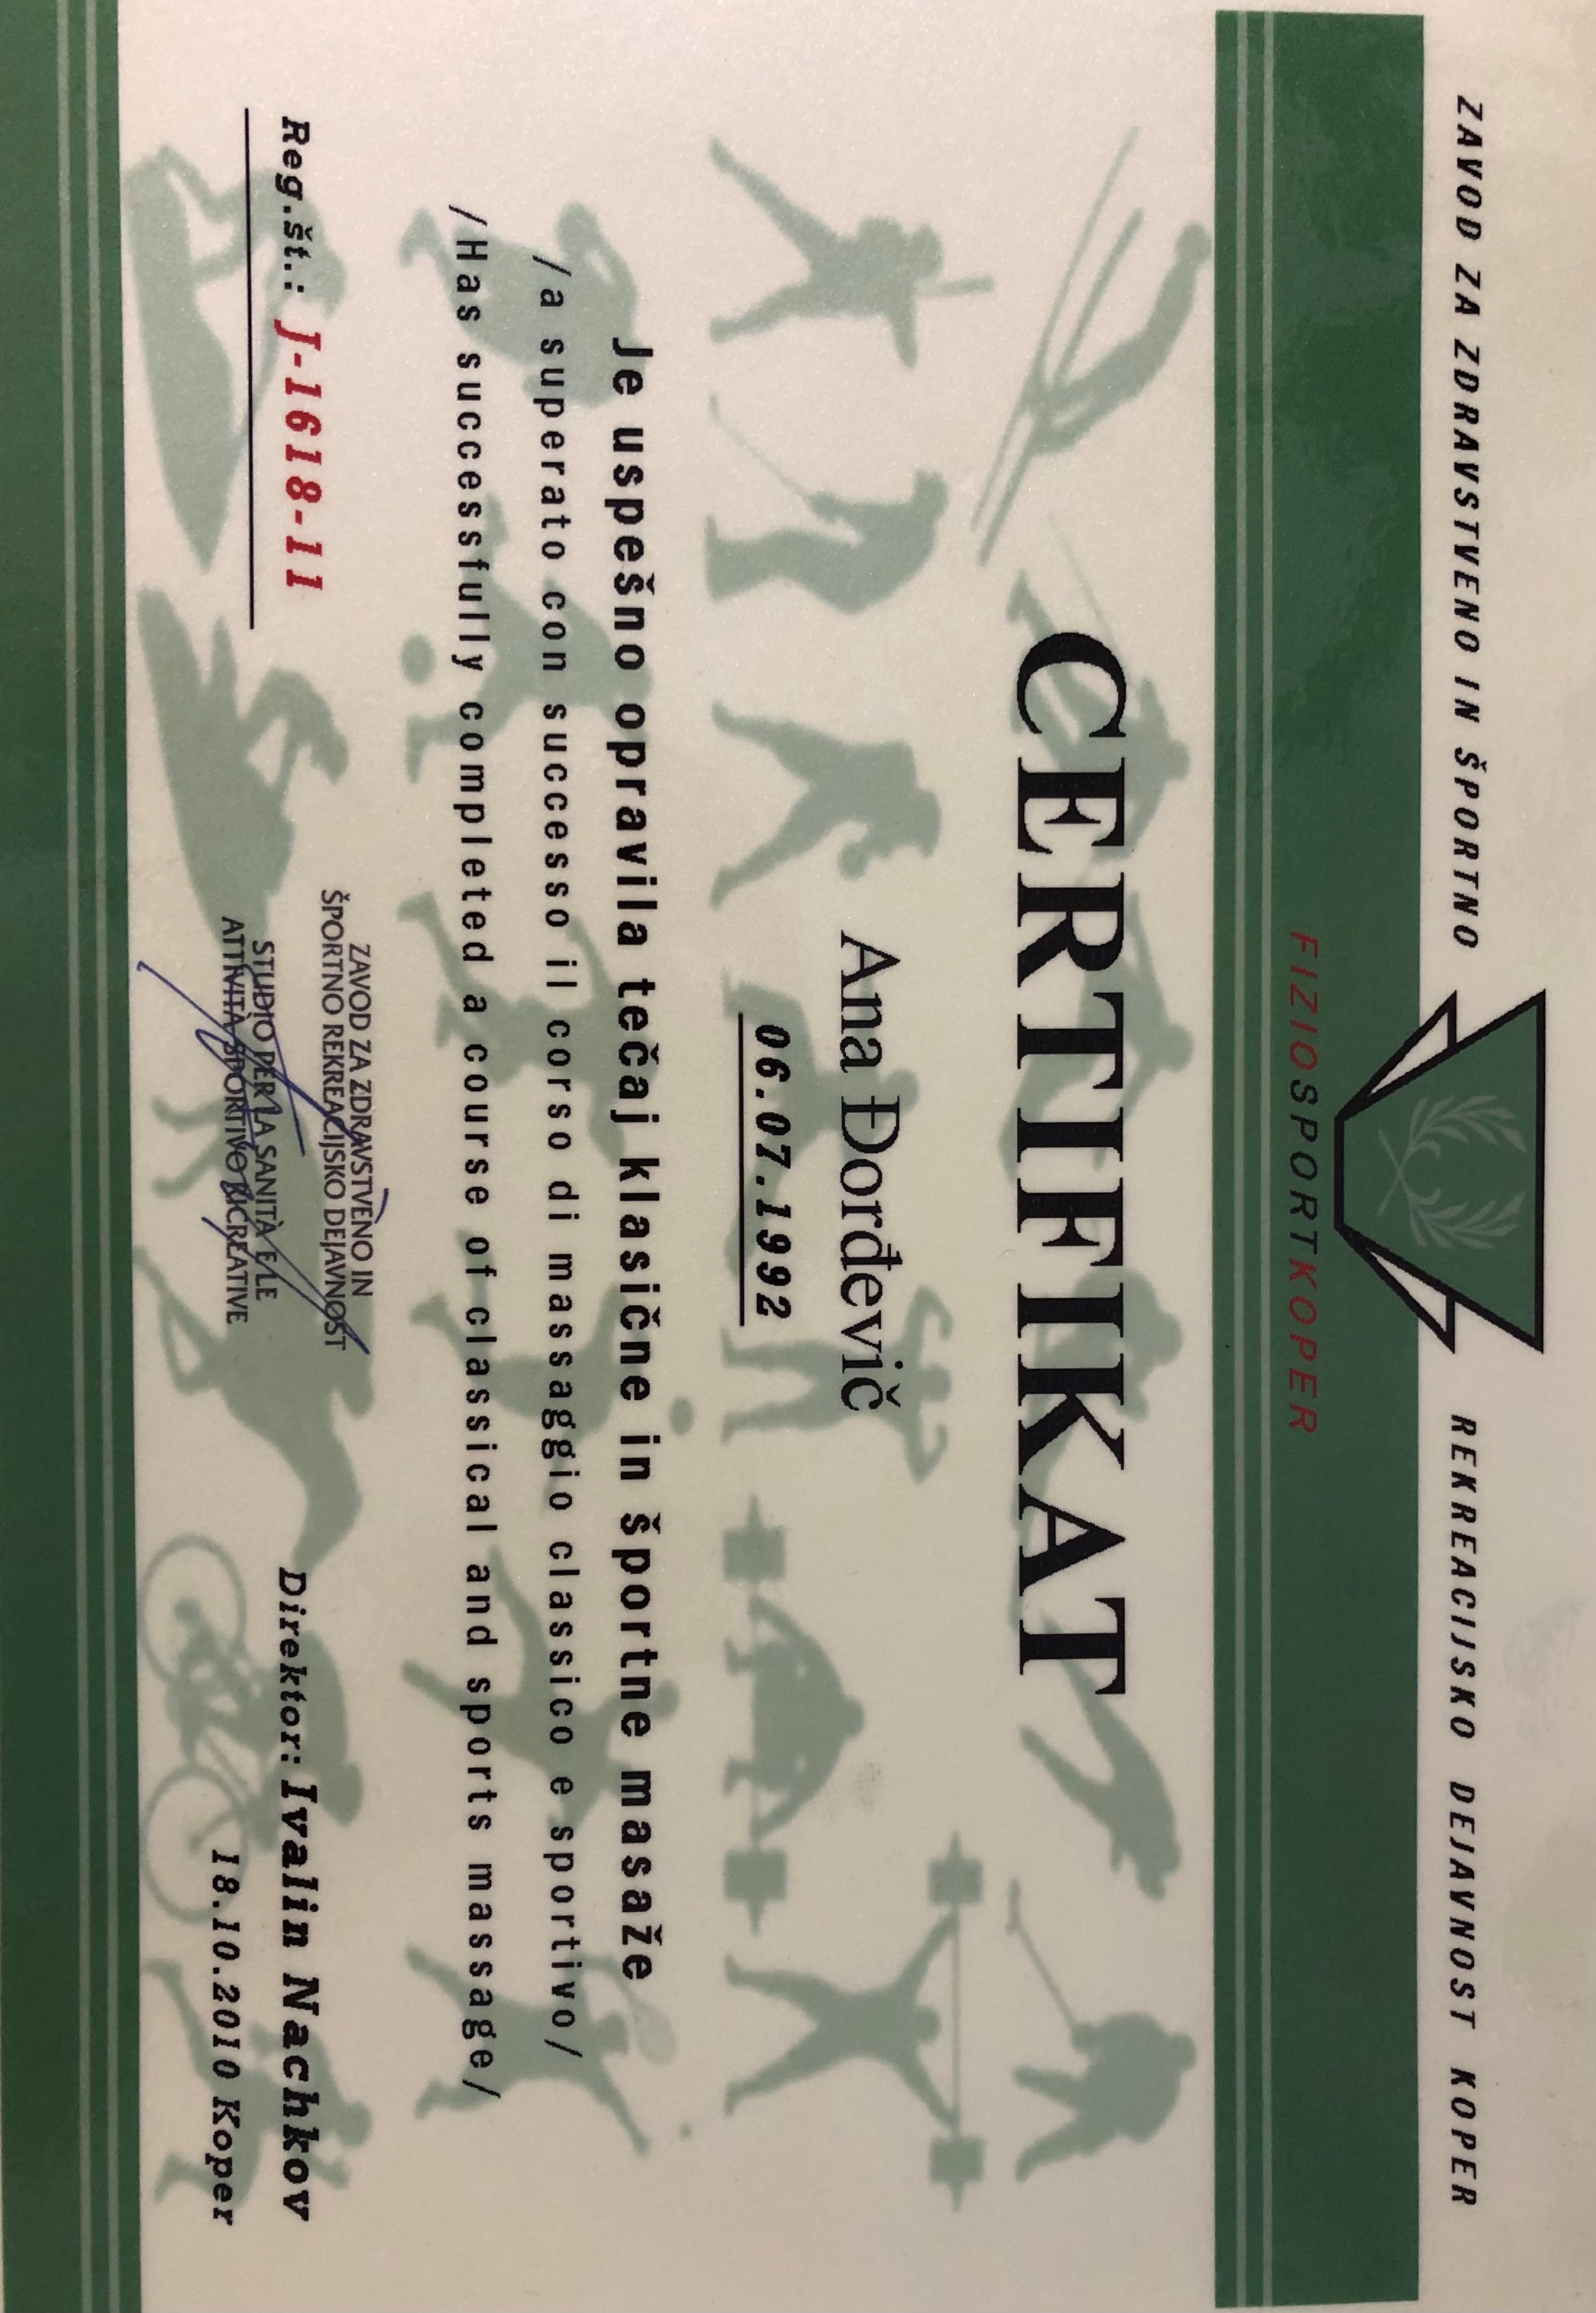 ZAVOD ZA ZDRAVSTVENO IN ŠPORTNO REKREACIJSKO DEJAVNOST KOPER
FIZIOSPORTKOPER
CERTIFIKAT
Ana Đorđevič
06.07.1992
Je uspešno opravila tečaj klasične in športne masaže
/a superato con successo il corso di massaggio classico e sportivo/
/Has successfully completed a course of classical and sports massage/
Reg.št.: J-1618-11
ZAVOD ZA ZDRAVSTVENO IN
ŠPORTNO REKREACIJSKO DEJAVNOST
STUDIO PER LA SANITÀ E LE
ATTIVITÀ SPORTIVO RICREATIVE
Direktor: Ivalin Nachkov
18.10.2010 Koper